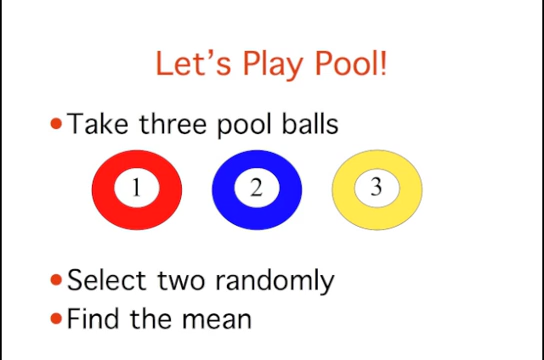 Let's Play Pool!
•Take three pool balls
1 2 3
•Select two randomly
•Find the mean